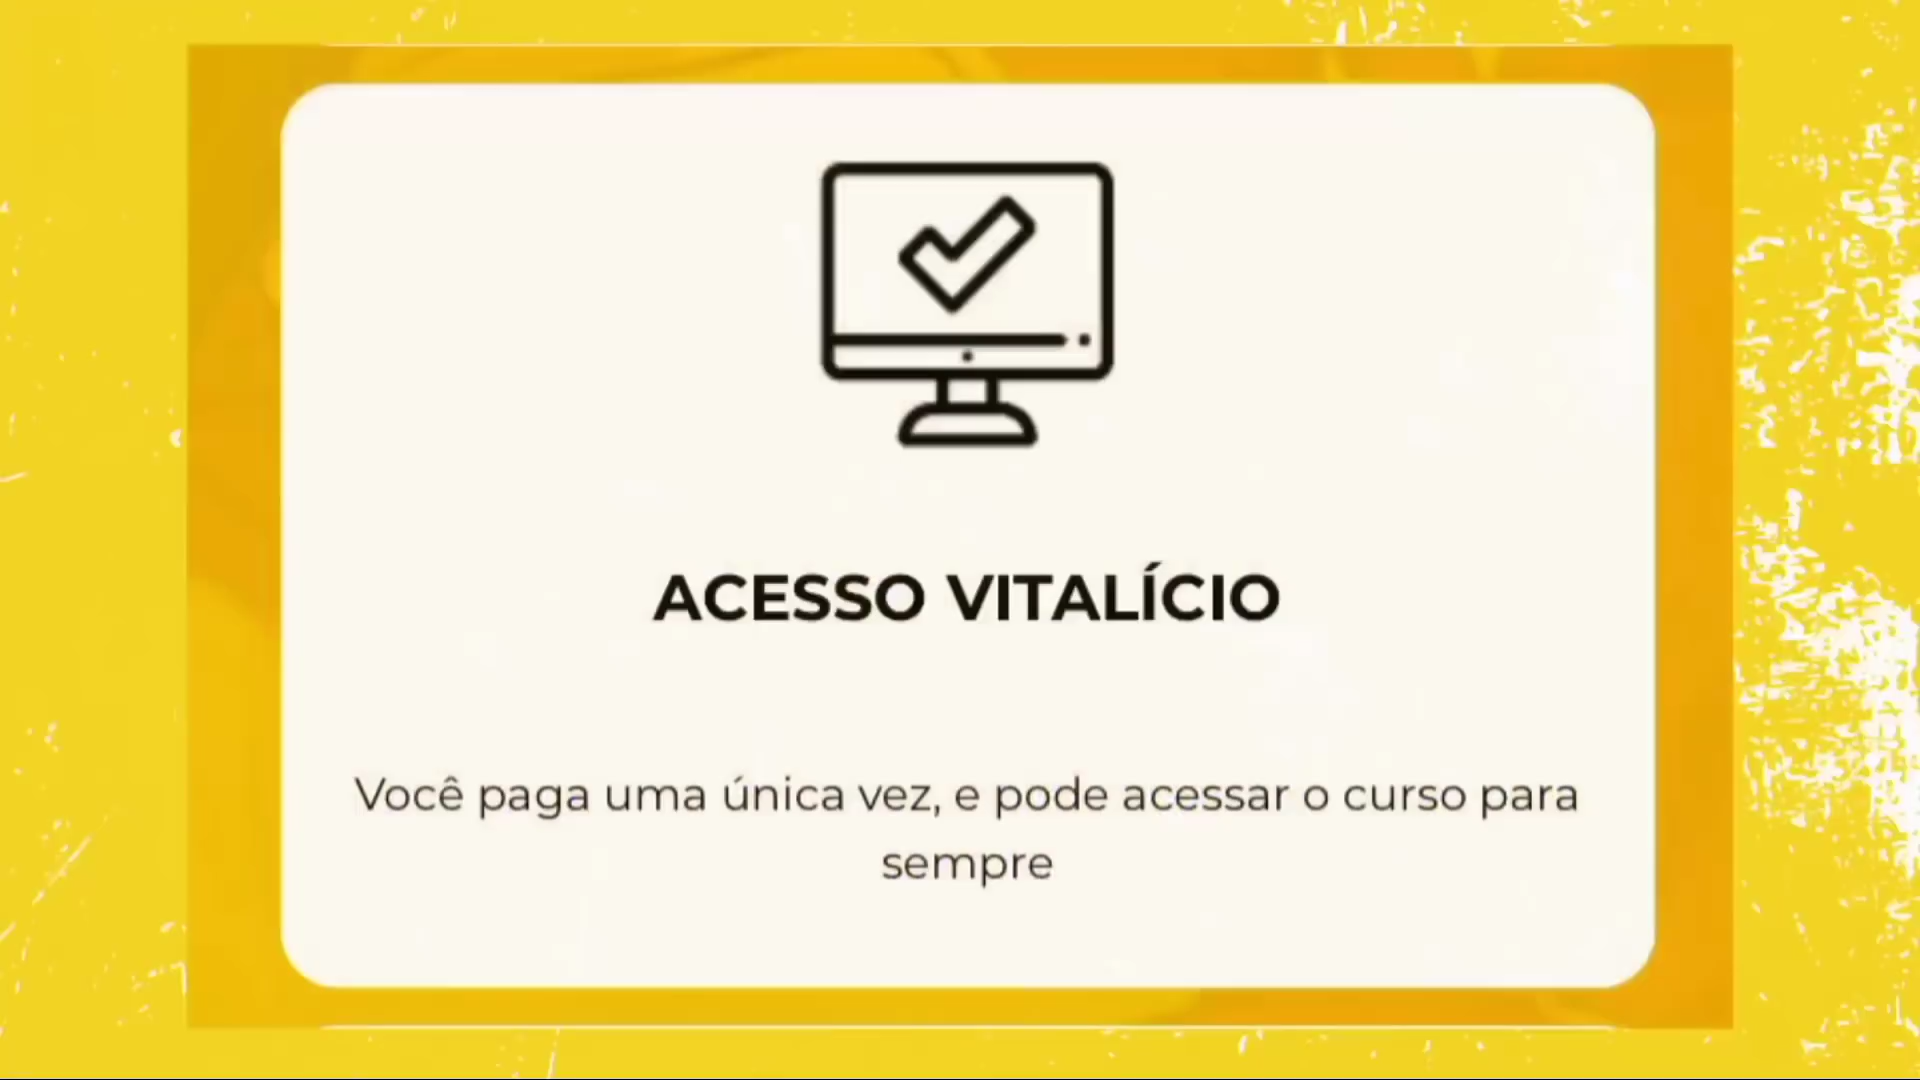 ACESSO VITALÍCIO
Você paga uma única vez, e pode acessar o curso para
sempre